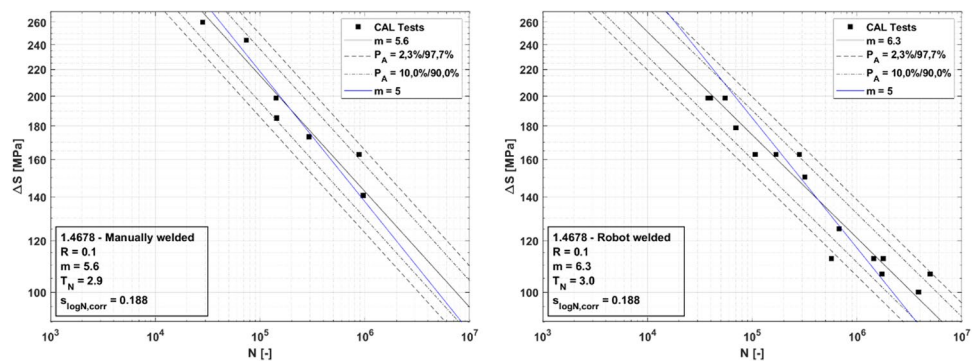 260
240
220
200
180
160
140
120
100
ΔS [MPa]
10³
10⁴
10⁵
10⁶
10⁷
N [-]
CAL Tests
m = 5.6
P_A = 2,3%/97,7%
P_A = 10,0%/90,0%
m = 5
1.4678 - Manually welded
R = 0.1
m = 5.6
T_N = 2.9
s_logN,corr = 0.188
260
240
220
200
180
160
140
120
100
ΔS [MPa]
10³
10⁴
10⁵
10⁶
10⁷
N [-]
CAL Tests
m = 6.3
P_A = 2,3%/97,7%
P_A = 10,0%/90,0%
m = 5
1.4678 - Robot welded
R = 0.1
m = 6.3
T_N = 3.0
s_logN,corr = 0.188